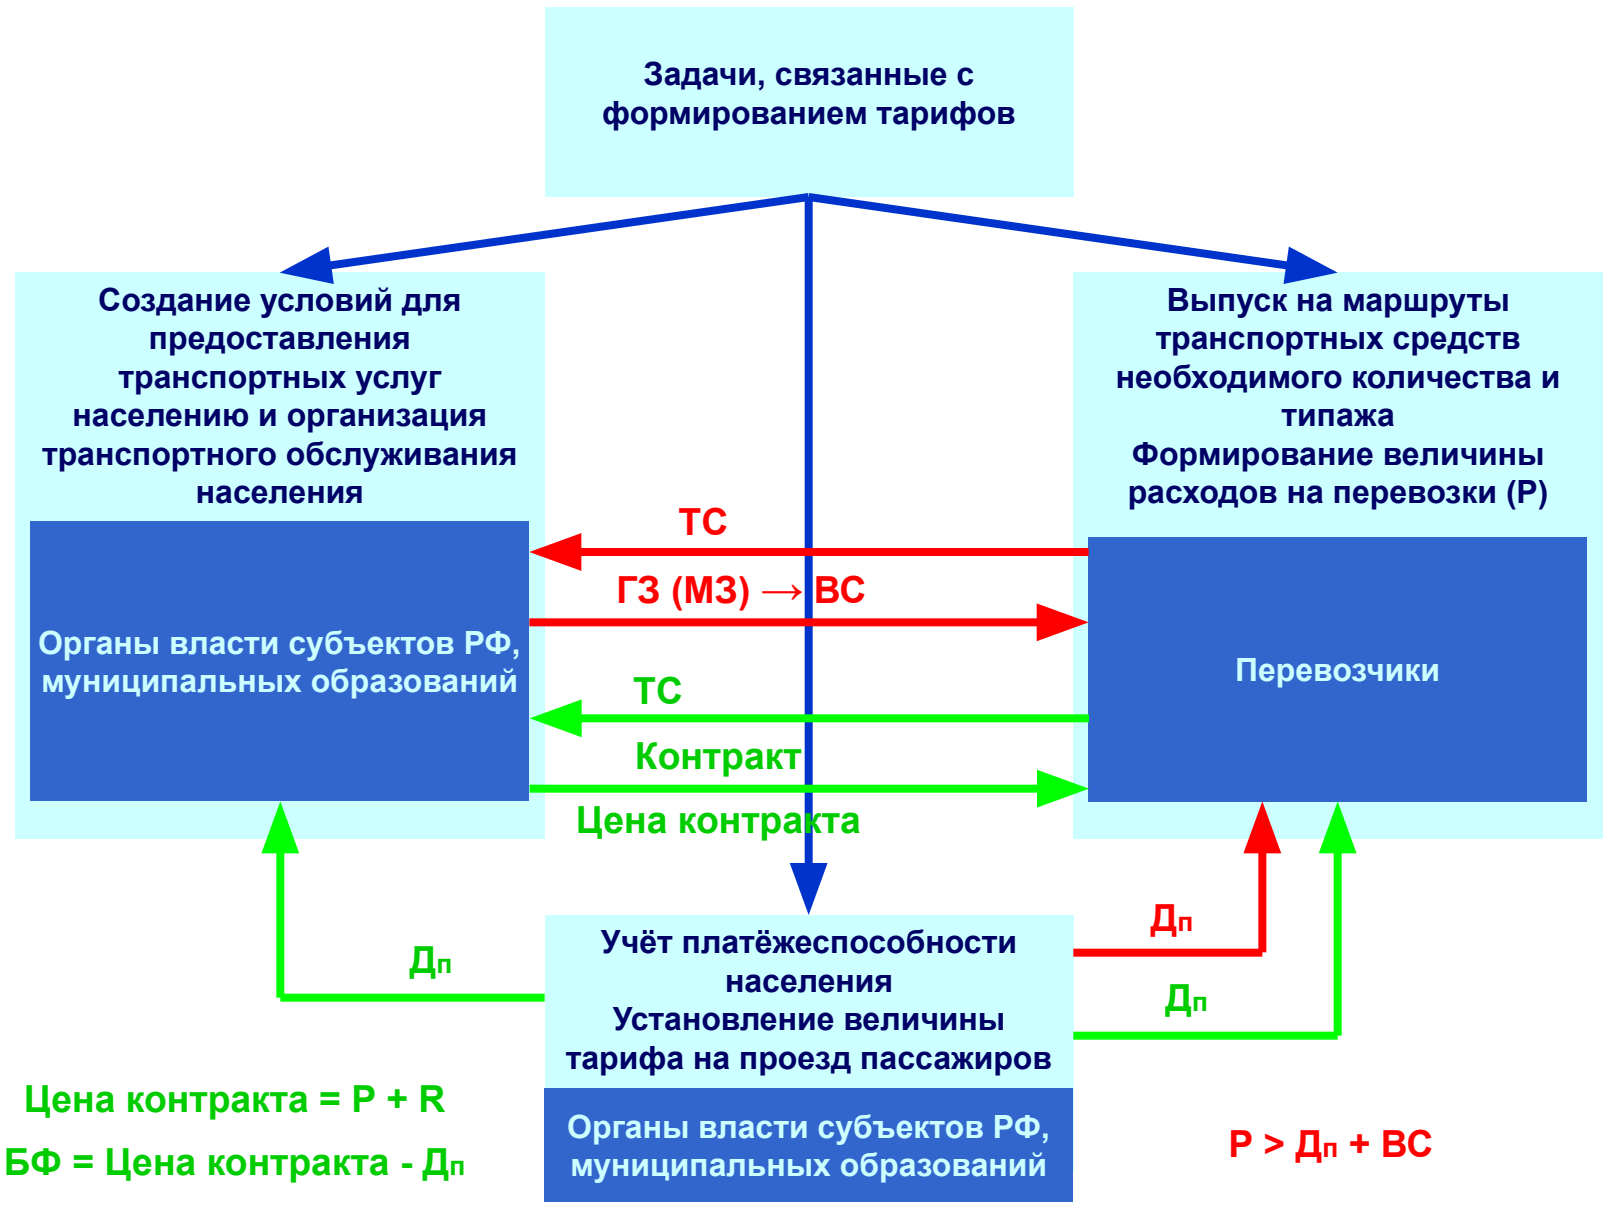 Задачи, связанные с
формированием тарифов
Создание условий для
предоставления
транспортных услуг
населению и организация
транспортного обслуживания
населения
Органы власти субъектов РФ,
муниципальных образований
Выпуск на маршруты
транспортных средств
необходимого количества и
типажа
Формирование величины
расходов на перевозки (Р)
Перевозчики
ТС
ГЗ (МЗ) → ВС
ТС
Контракт
Цена контракта
Дп
Дп
Дп
Учёт платёжеспособности
населения
Установление величины
тарифа на проезд пассажиров
Органы власти субъектов РФ,
муниципальных образований
Цена контракта = Р + R
БФ = Цена контракта - Дп
Р > Дп + ВС